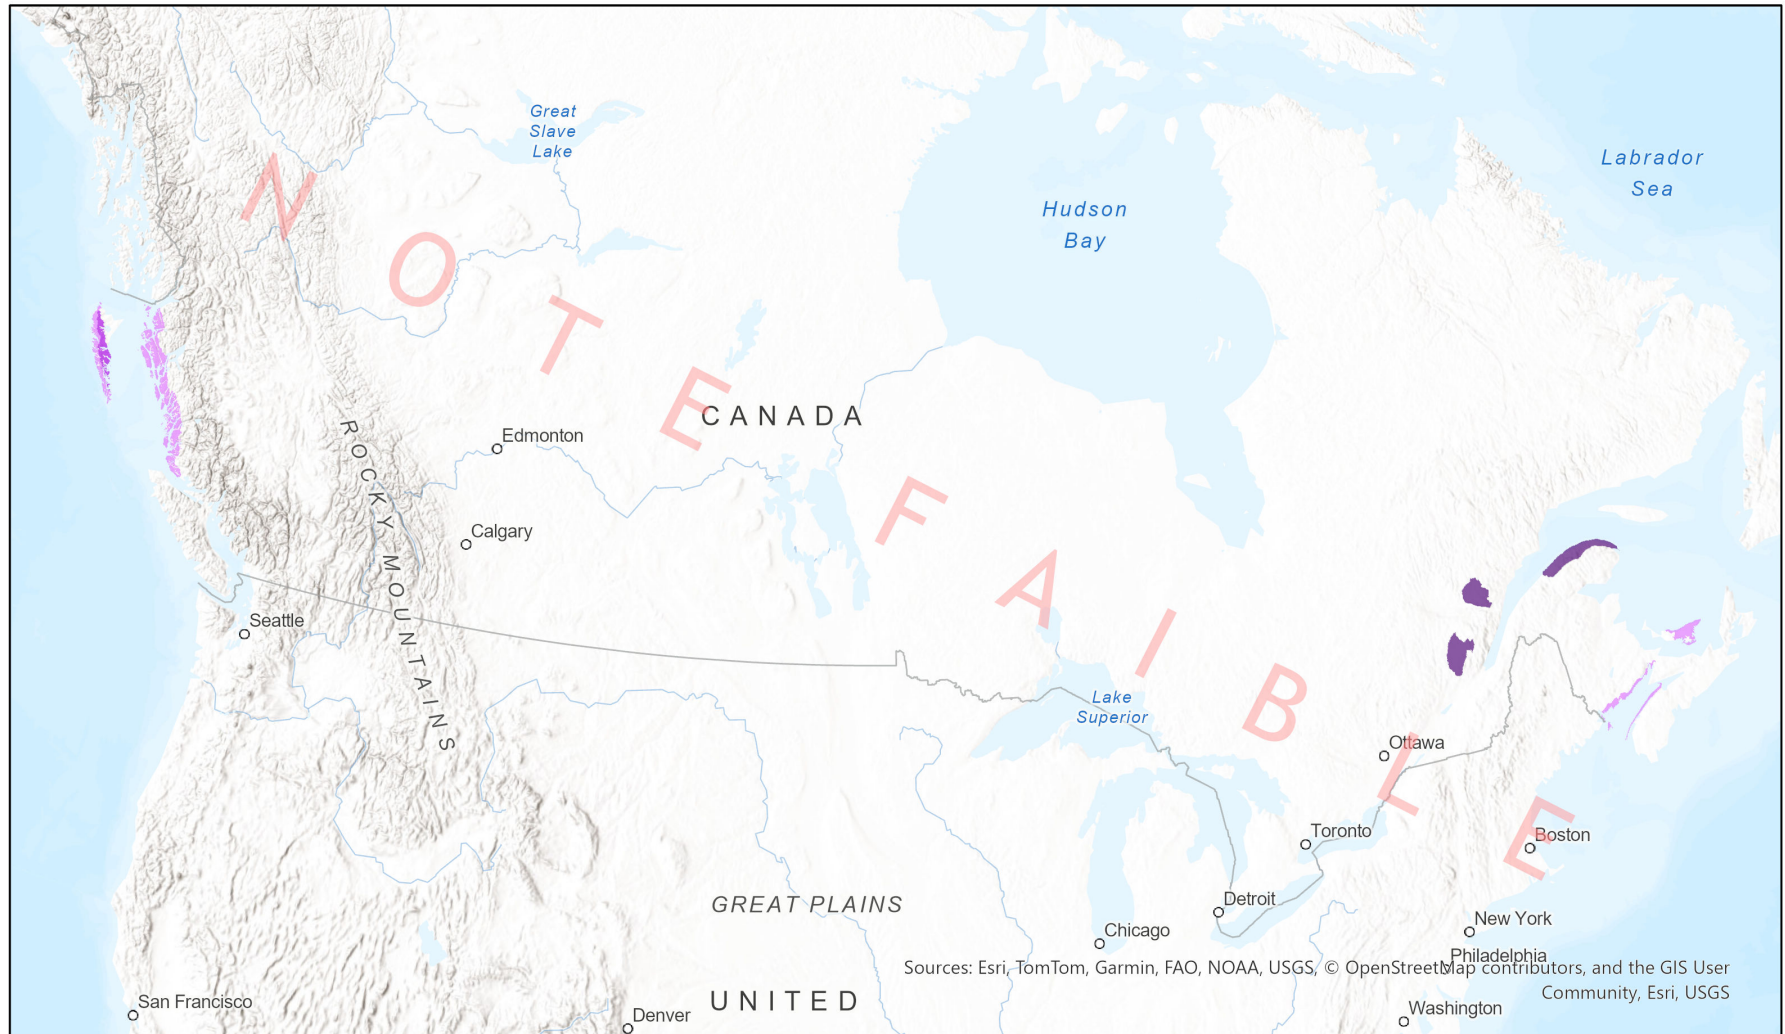 Great
Slave
Lake
Labrador
Sea
Hudson
Bay
NOTE FAIBLE
CANADA
Edmonton
ROCKY MOUNTAINS
Calgary
Seattle
Lake
Superior
Ottawa
Toronto
Boston
GREAT PLAINS
Detroit
Chicago
New York
Philadelphia
Sources: Esri, TomTom, Garmin, FAO, NOAA, USGS, © OpenStreetMap contributors, and the GIS User
Community, Esri, USGS
San Francisco
UNITED
Denver
Washington